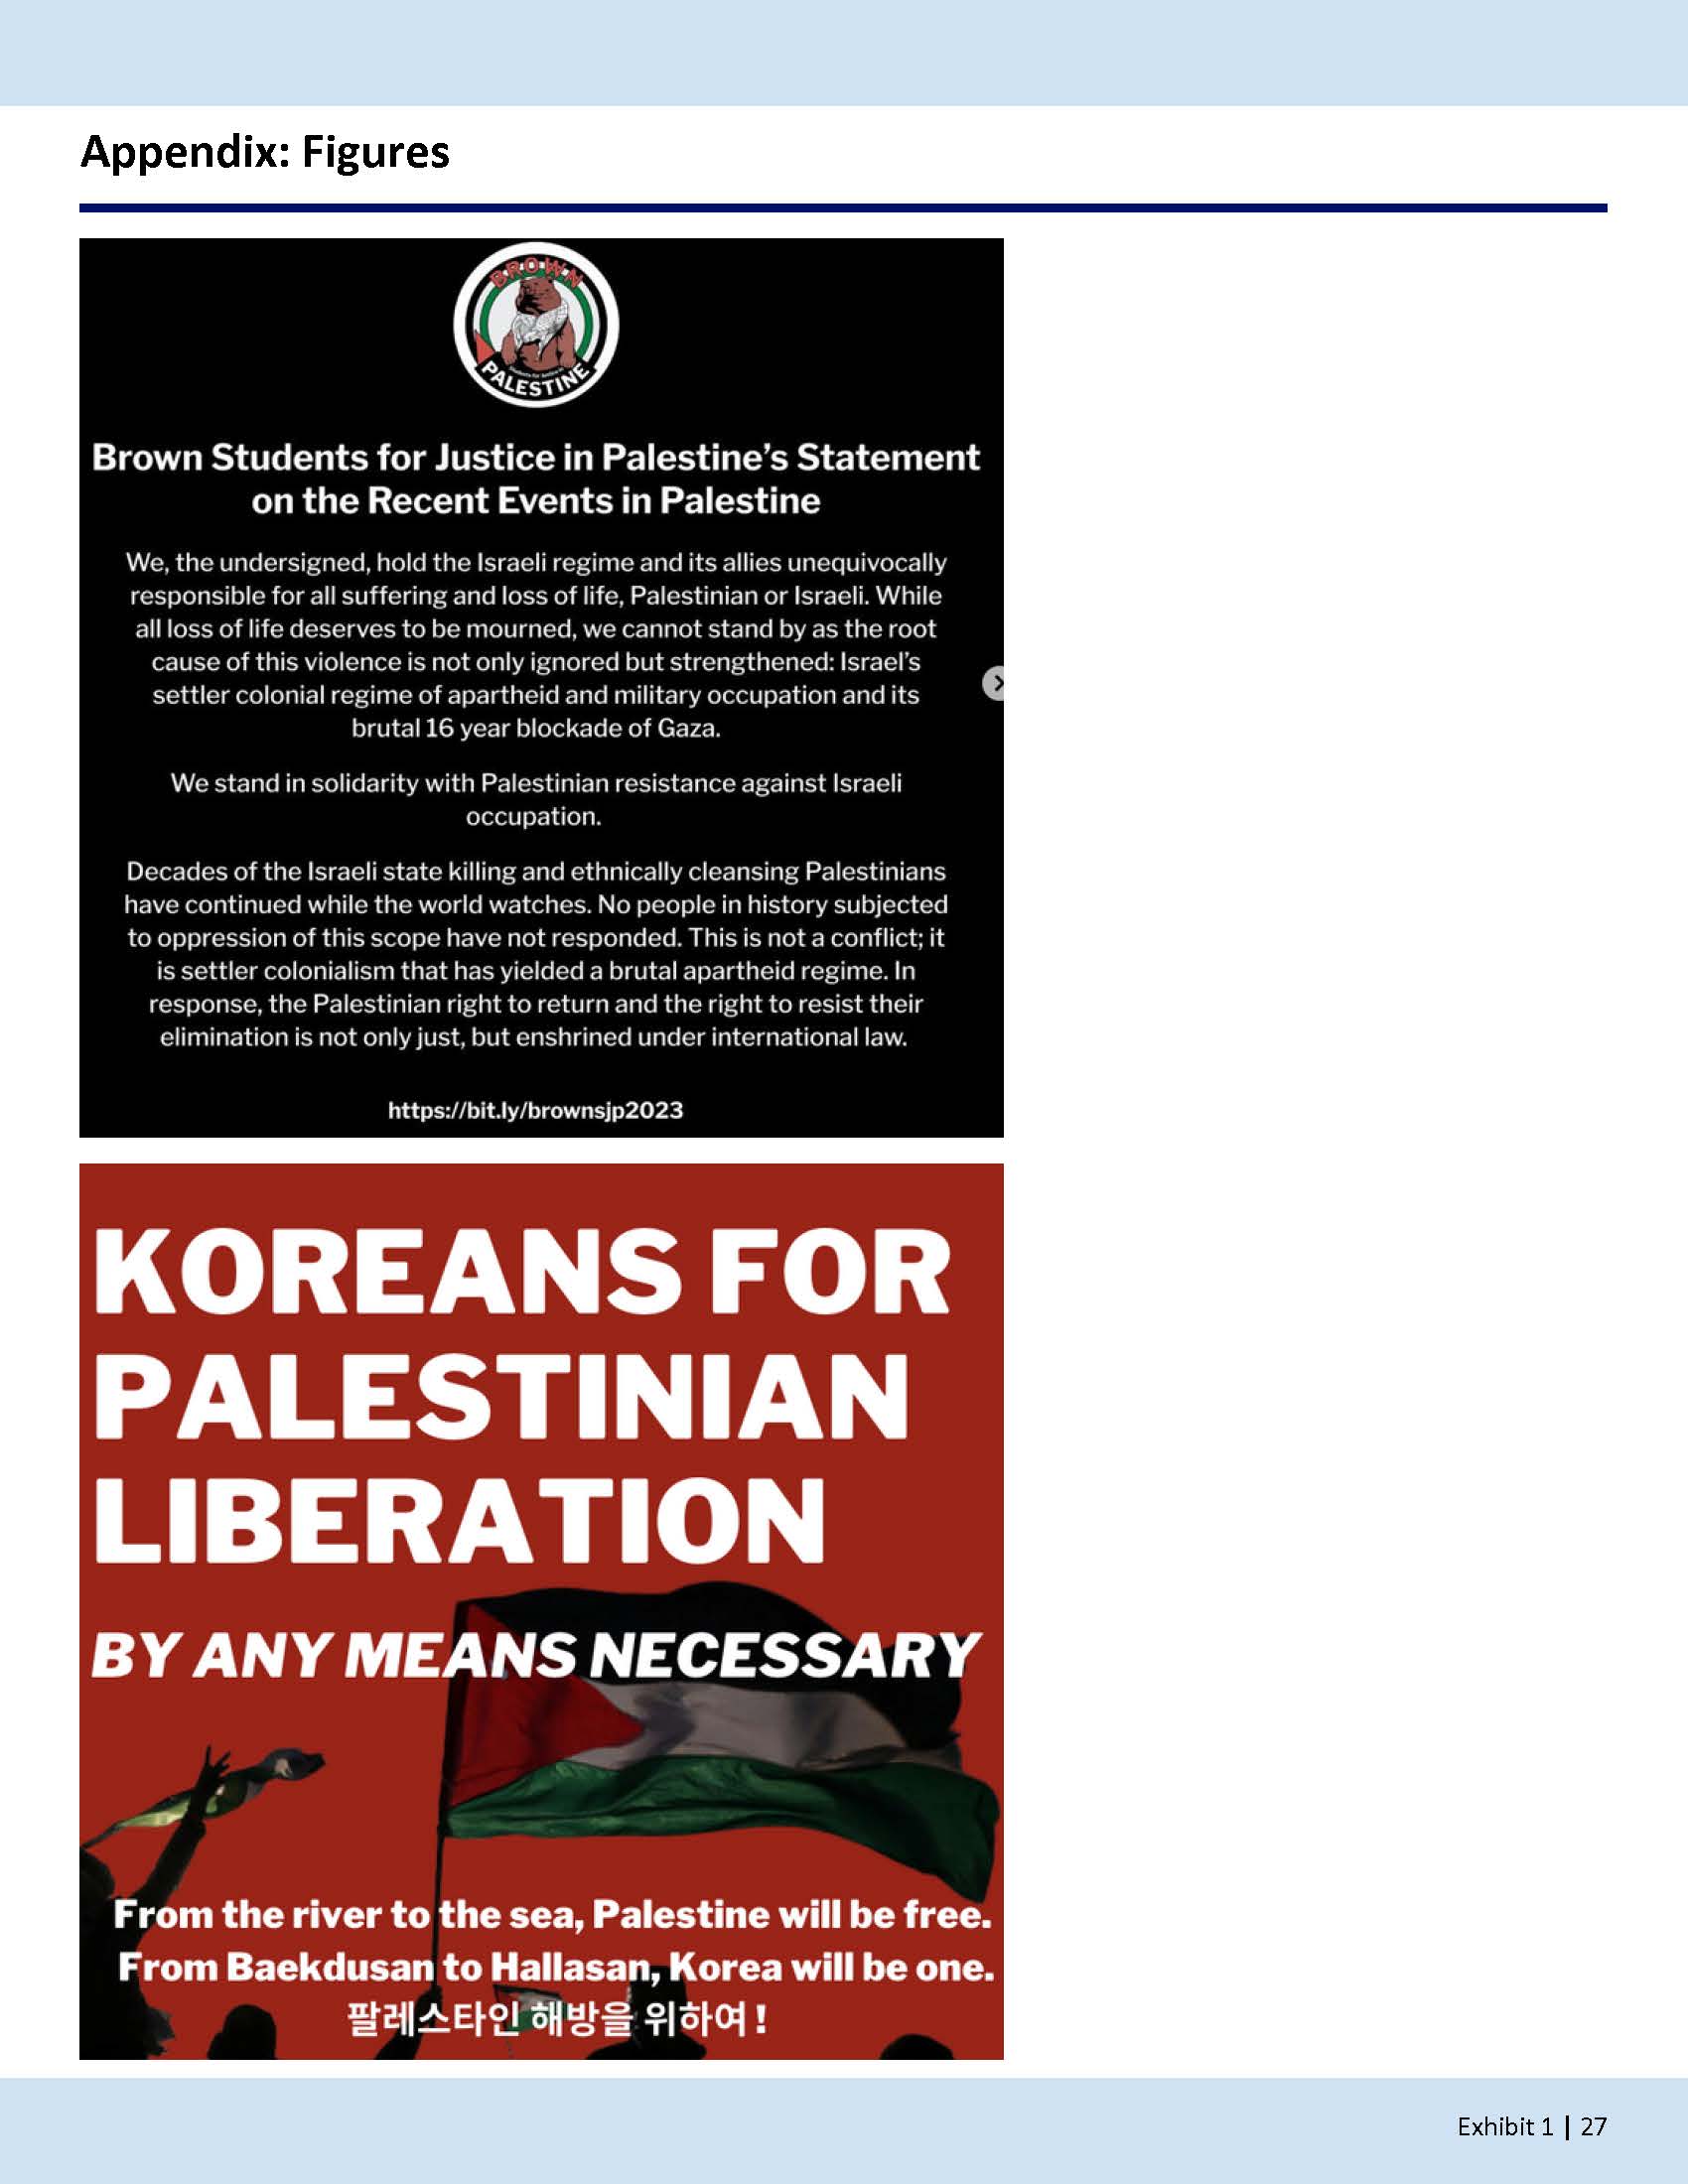 Appendix: Figures
BROWN
Students for Justice in
PALESTINE
Brown Students for Justice in Palestine's Statement
on the Recent Events in Palestine
We, the undersigned, hold the Israeli regime and its allies unequivocally
responsible for all suffering and loss of life, Palestinian or Israeli. While
all loss of life deserves to be mourned, we cannot stand by as the root
cause of this violence is not only ignored but strengthened: Israel's
settler colonial regime of apartheid and military occupation and its
brutal 16 year blockade of Gaza.
We stand in solidarity with Palestinian resistance against Israeli
occupation.
Decades of the Israeli state killing and ethnically cleansing Palestinians
have continued while the world watches. No people in history subjected
to oppression of this scope have not responded. This is not a conflict; it
is settler colonialism that has yielded a brutal apartheid regime. In
response, the Palestinian right to return and the right to resist their
elimination is not only just, but enshrined under international law.
https://bit.ly/brownsjp2023
KOREANS FOR
PALESTINIAN
LIBERATION
BY ANY MEANS NECESSARY
From the river to the sea, Palestine will be free.
From Baekdusan to Hallasan, Korea will be one.
팔레스타인 해방을 위하여!
Exhibit 1 | 27